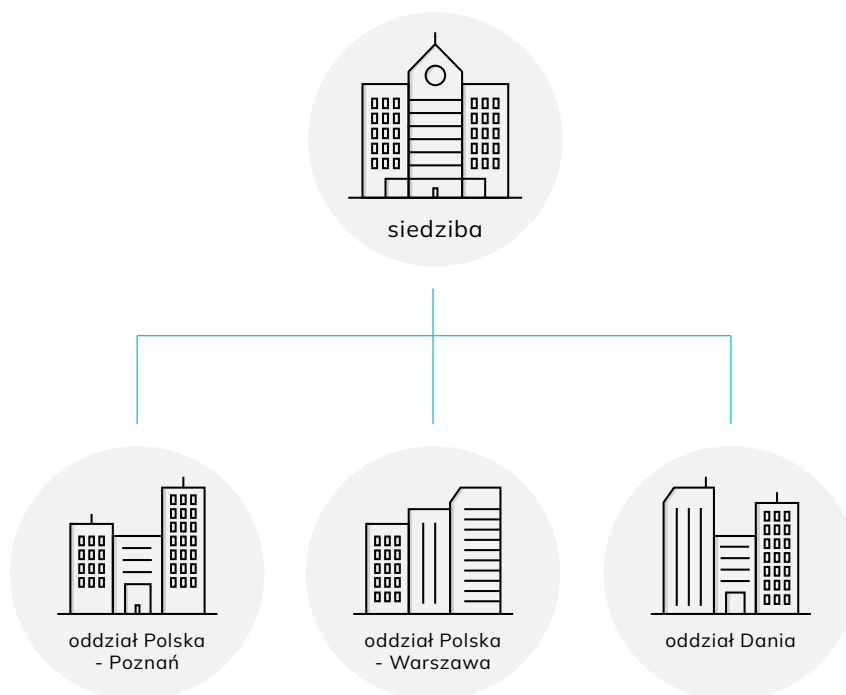 siedziba
oddział Polska
- Poznań
oddział Polska
- Warszawa
oddział Dania